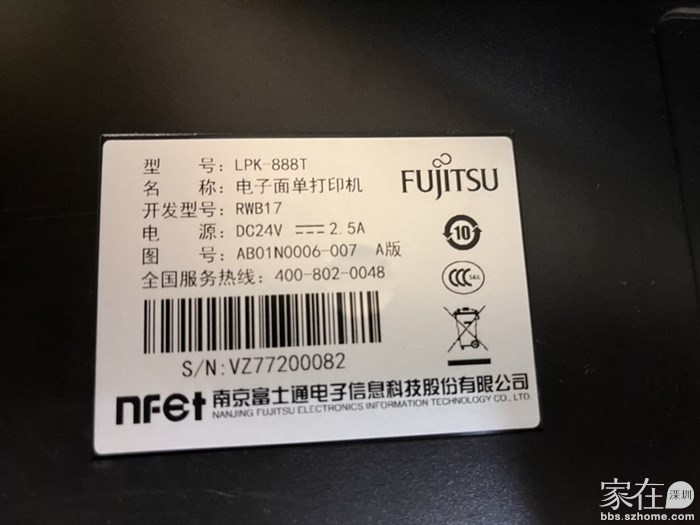 型 号: LPK-888T
名 称: 电子面单打印机
开发型号: RWB17
电 源: DC24V ⎓ 2.5A
图 号: AB01N0006-007 A版
全国服务热线: 400-802-0048
FUJITSU
10
CCC S&E
S/N:VZ77200082
nfet 南京富士通电子信息科技股份有限公司
NANJING FUJITSU ELECTRONICS INFORMATION TECHNOLOGY CO., LTD.
家在 深圳
bbs.szhome.com